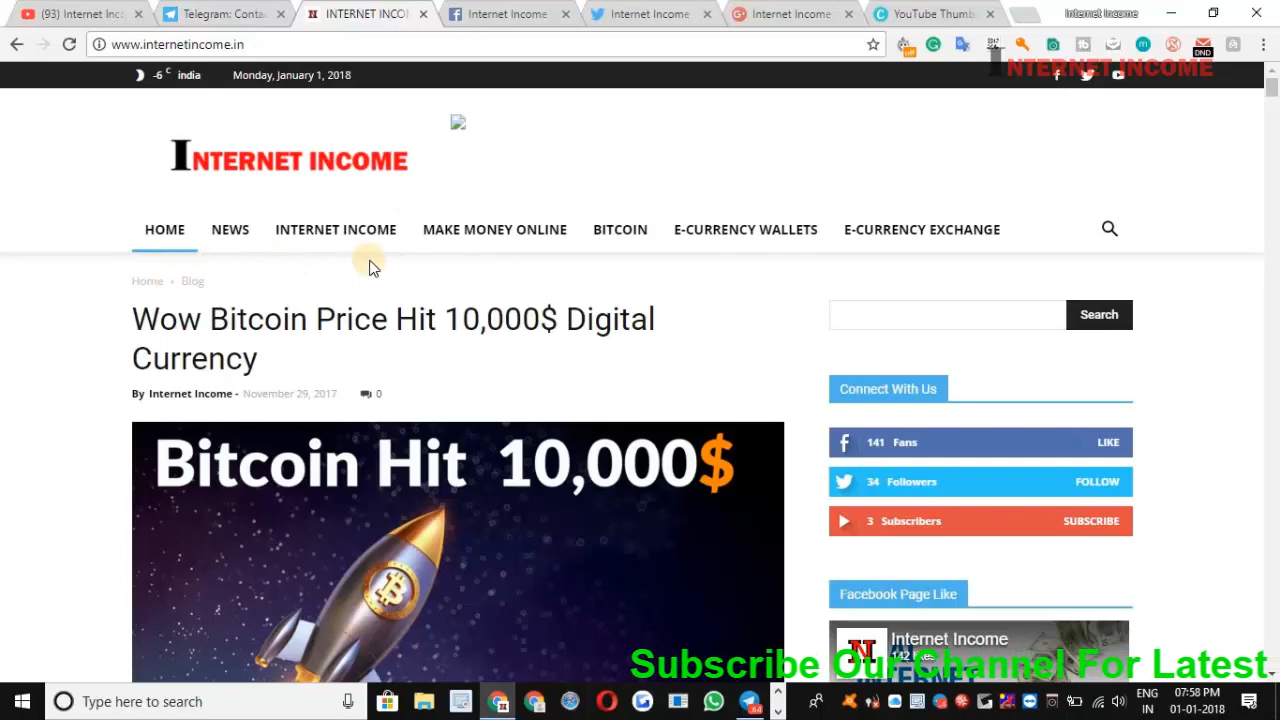 (93) Internet Inc
Telegram: Conta
INTERNET INCO
Internet Income
Internet Income
Internet Income
YouTube Thumb
Internet Income
www.internetincome.in
off
DND
-6 C india
Monday, January 1, 2018
INTERNET INCOME
INTERNET INCOME
HOME
NEWS
INTERNET INCOME
MAKE MONEY ONLINE
BITCOIN
E-CURRENCY WALLETS
E-CURRENCY EXCHANGE
Home › Blog
Wow Bitcoin Price Hit 10,000$ Digital
Currency
By Internet Income - November 29, 2017 0
Bitcoin Hit 10,000$
Search
Connect With Us
141 Fans LIKE
34 Followers FOLLOW
3 Subscribers SUBSCRIBE
Facebook Page Like
Internet Income
142 likes
INTERNET
Subscribe Our Channel For Latest
Type here to search
ENG
IN
07:58 PM
01-01-2018